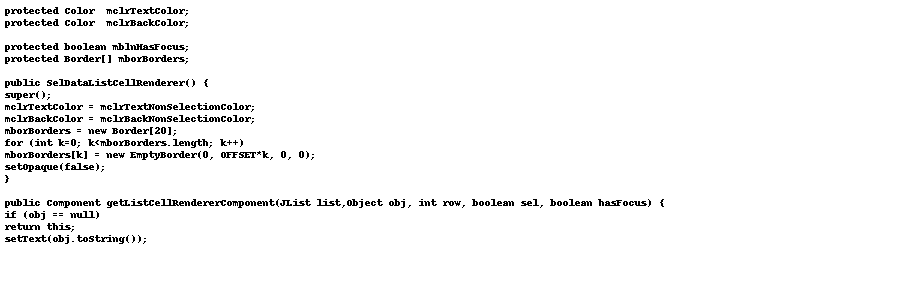 protected Color  mclrTextColor;
protected Color  mclrBackColor;

protected boolean mblnHasFocus;
protected Border[] mborBorders;

public SelDataListCellRenderer() {
super();
mclrTextColor = mclrTextNonSelectionColor;
mclrBackColor = mclrBackNonSelectionColor;
mborBorders = new Border[20];
for (int k=0; k<mborBorders.length; k++)
mborBorders[k] = new EmptyBorder(0, OFFSET*k, 0, 0);
setOpaque(false);
}

public Component getListCellRendererComponent(JList list,Object obj, int row, boolean sel, boolean hasFocus) {
if (obj == null)
return this;
setText(obj.toString());